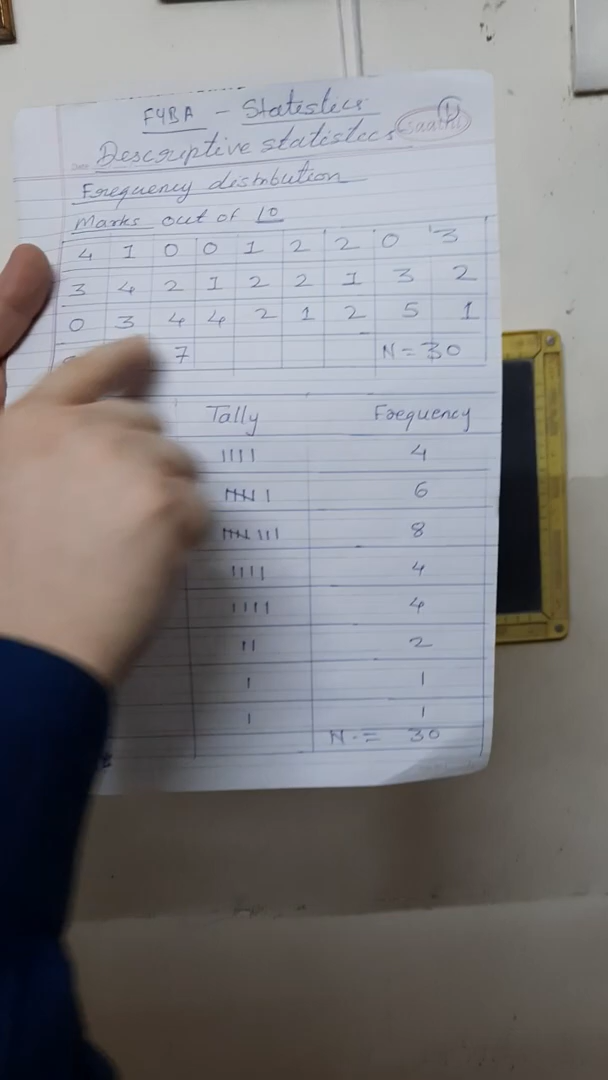 FYBA - Statistics
Descriptive statistics
Frequency distribution
Marks out of 10
4 1 0 0 1 2 2 0 3
3 4 2 1 2 2 1 3 2
0 3 4 4 2 1 2 5 1
7 N = 30
Tally Frequency
4
6
8
4
4
2
1
1
N = 30